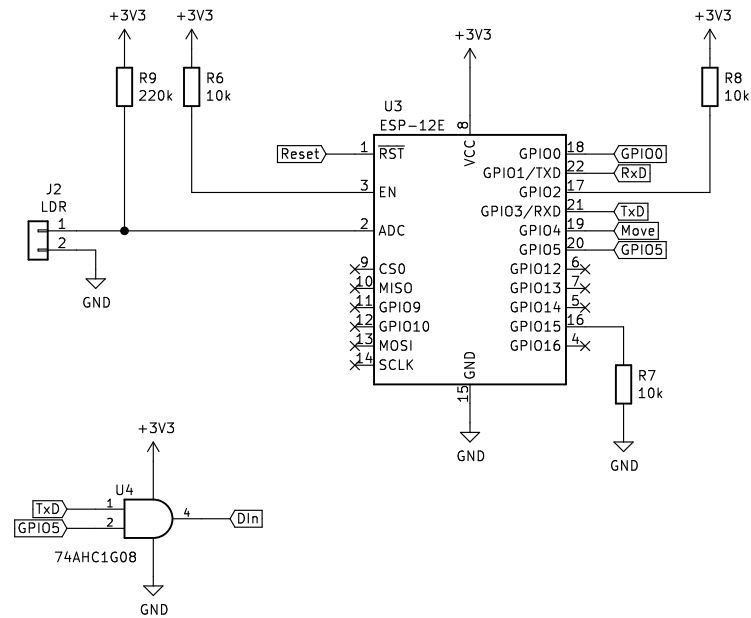 +3V3
+3V3
+3V3
+3V3
R9
220k
R6
10k
R8
10k
U3
ESP-12E
8
VCC
Reset
1
RST
3
EN
2
ADC
9
CS0
10
MISO
11
GPIO9
12
GPIO10
13
MOSI
14
SCLK
GPIO0
18
GPIO0
GPIO1/TXD
22
RxD
GPIO2
17
GPIO3/RXD
21
TxD
GPIO4
19
Move
GPIO5
20
GPIO5
GPIO12
6
GPIO13
7
GPIO14
5
GPIO15
16
GPIO16
4
GND
15
GND
J2
LDR
1
2
GND
R7
10k
GND
+3V3
U4
TxD
1
GPIO5
2
4
DIn
74AHC1G08
GND